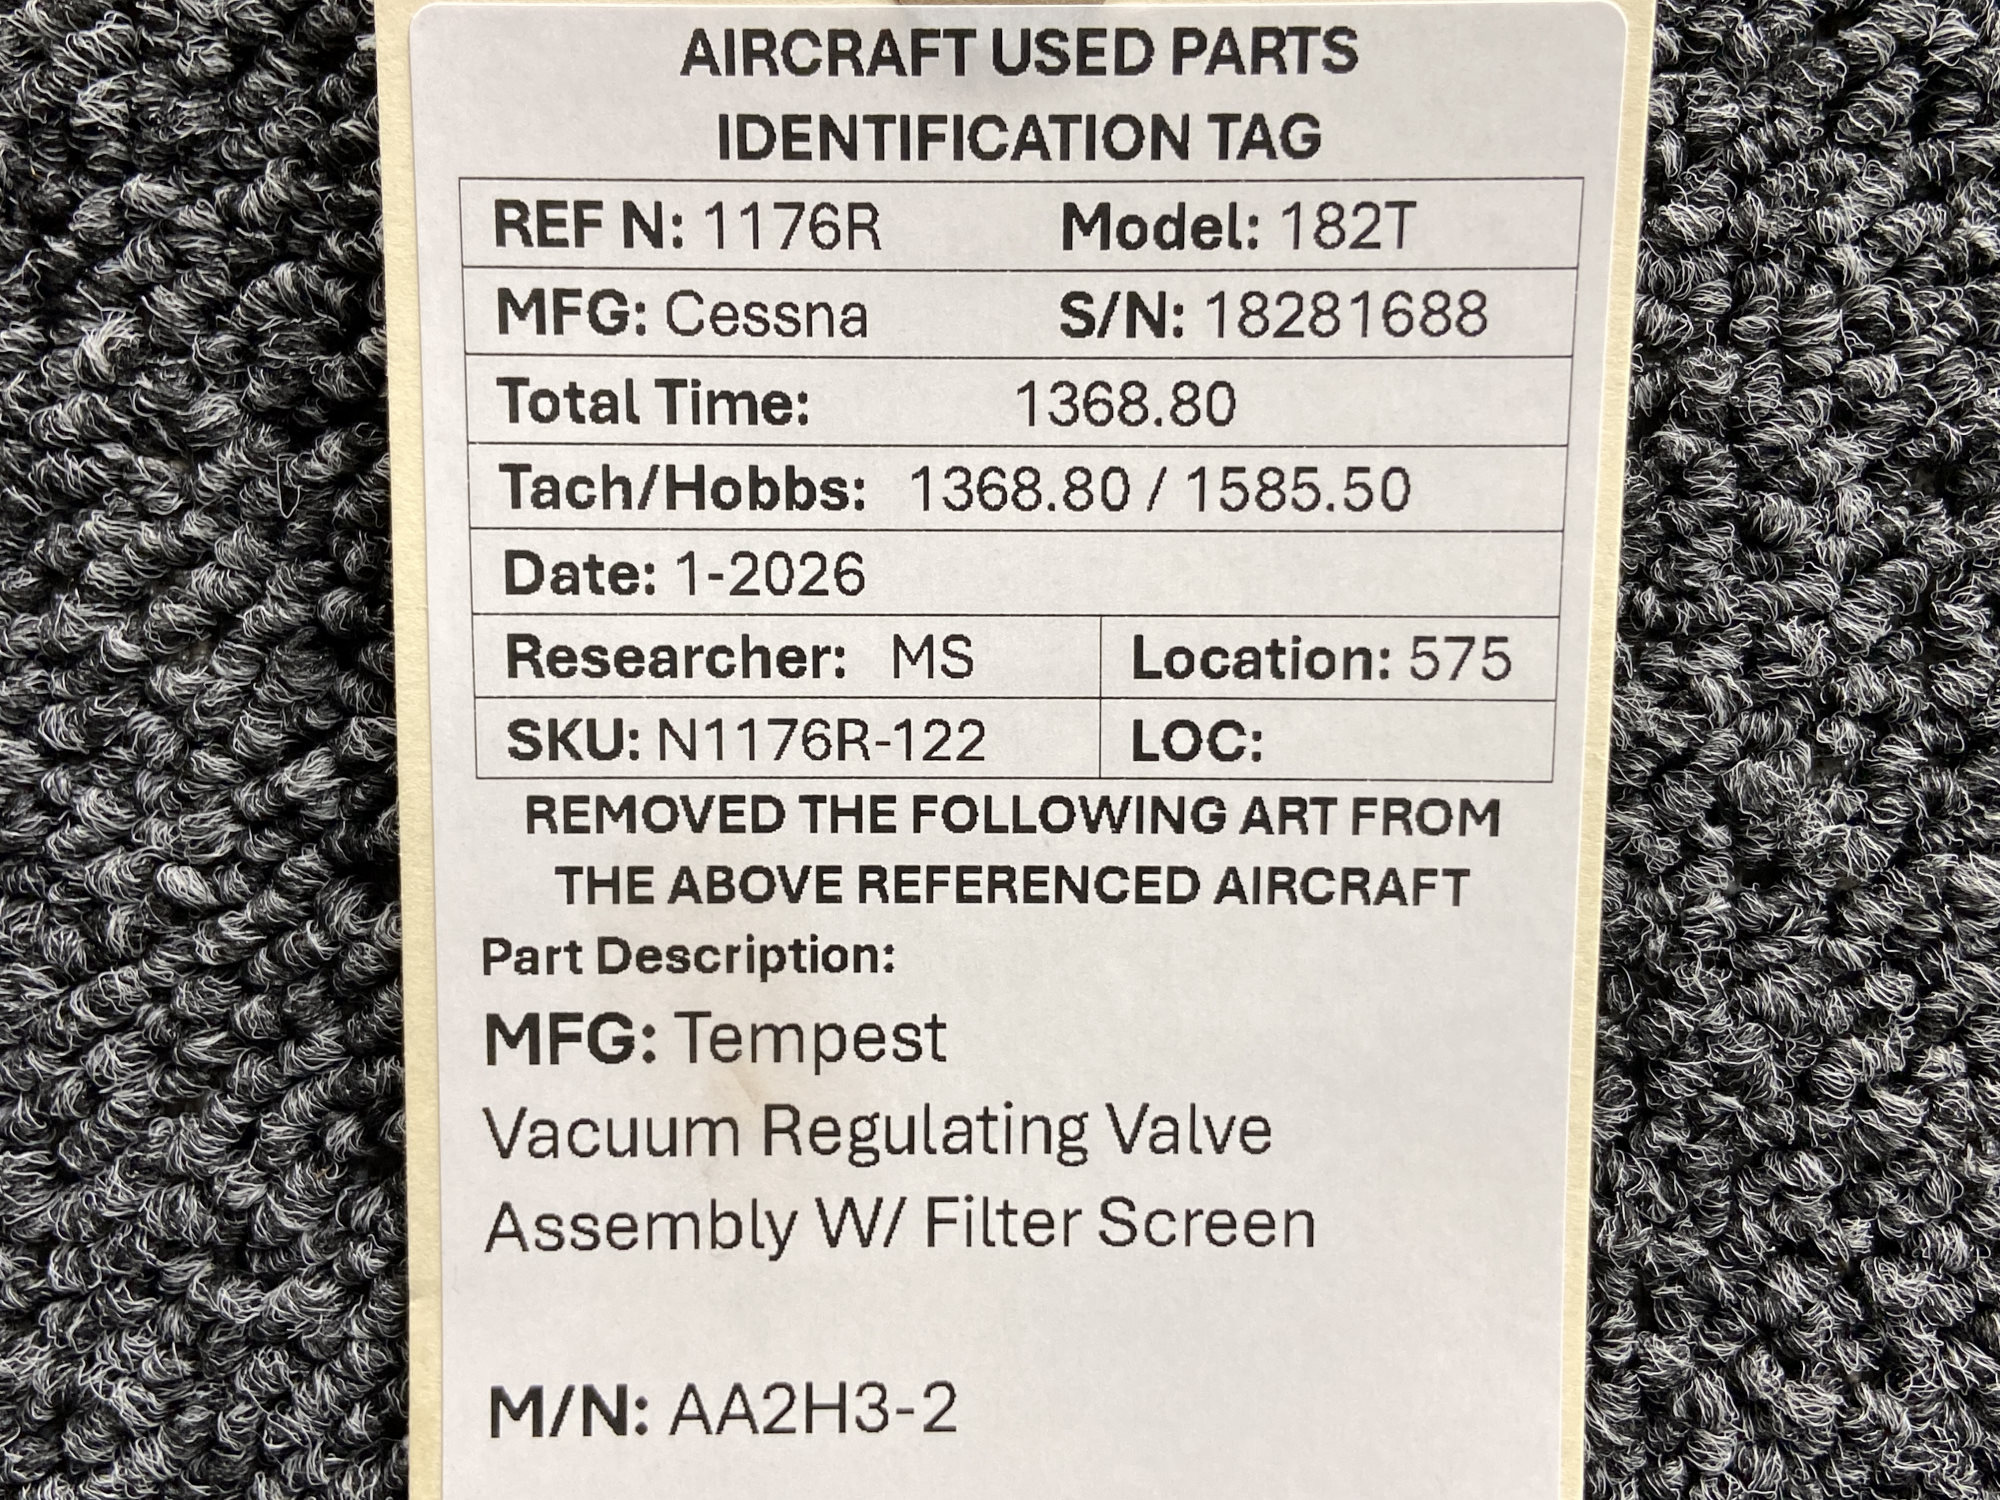 AIRCRAFT USED PARTS
IDENTIFICATION TAG
REF N: 1176R Model: 182T
MFG: Cessna S/N: 18281688
Total Time: 1368.80
Tach/Hobbs: 1368.80 / 1585.50
Date: 1-2026
Researcher: MS Location: 575
SKU: N1176R-122 LOC:
REMOVED THE FOLLOWING ART FROM
THE ABOVE REFERENCED AIRCRAFT
Part Description:
MFG: Tempest
Vacuum Regulating Valve
Assembly W/ Filter Screen
M/N: AA2H3-2